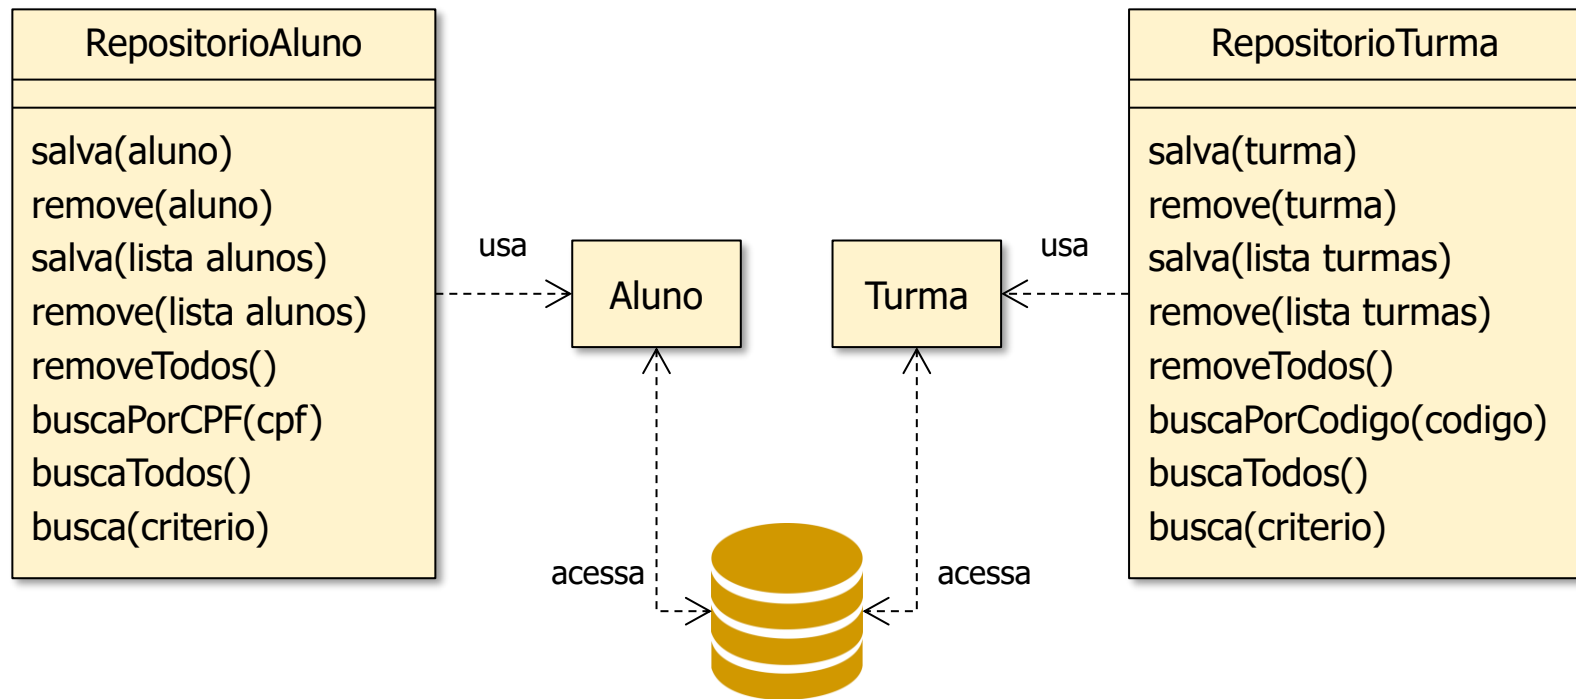 RepositorioAluno
salva(aluno)
remove(aluno)
salva(lista alunos)
remove(lista alunos)
removeTodos()
buscaPorCPF(cpf)
buscaTodos()
busca(criterio)
usa
Aluno
acessa
Turma
usa
acessa
RepositorioTurma
salva(turma)
remove(turma)
salva(lista turmas)
remove(lista turmas)
removeTodos()
buscaPorCodigo(codigo)
buscaTodos()
busca(criterio)